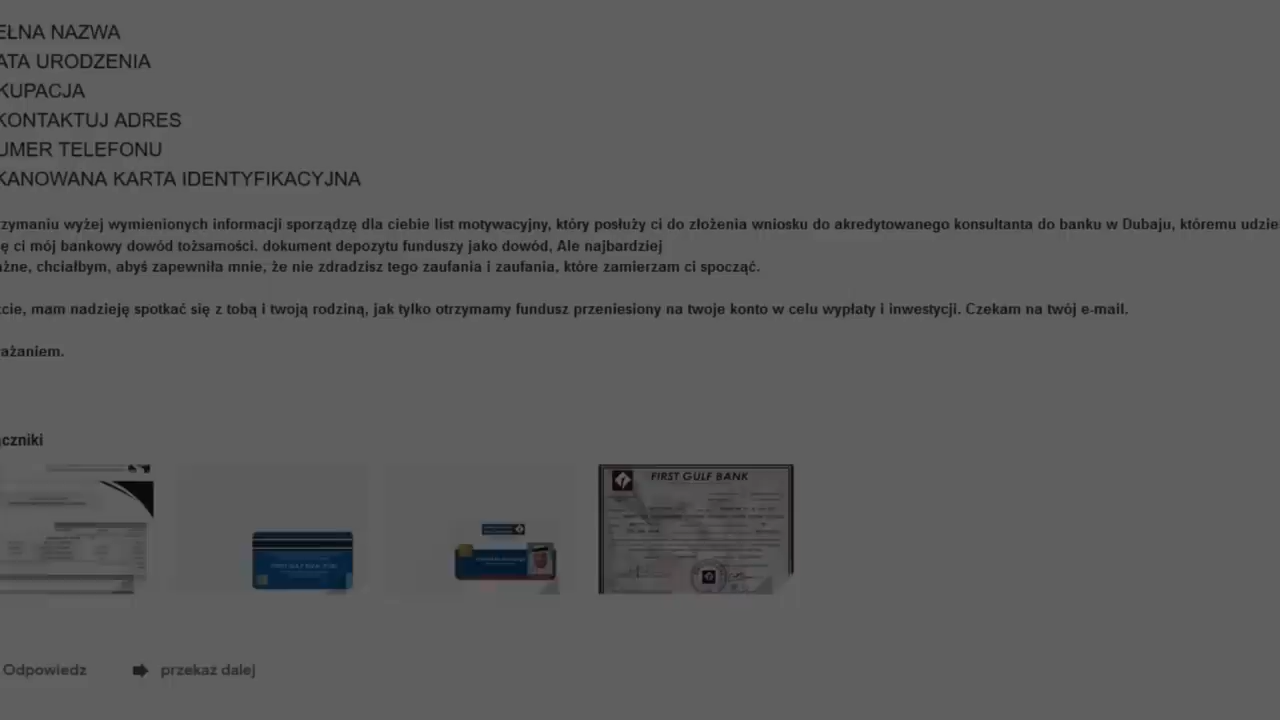 EŁNA NAZWA
ATA URODZENIA
KUPACJA
KONTAKTUJ ADRES
UMER TELEFONU
KANOWANA KARTA IDENTYFIKACYJNA
rzymaniu wyżej wymienionych informacji sporządzę dla ciebie list motywacyjny, który posłuży ci do złożenia wniosku do akredytowanego konsultanta do banku w Dubaju, któremu udzie
ę ci mój bankowy dowód tożsamości. dokument depozytu funduszy jako dowód, Ale najbardziej
ażne, chciałbym, abyś zapewniła mnie, że nie zdradzisz tego zaufania i zaufania, które zamierzam ci spocząć.
cie, mam nadzieję spotkać się z tobą i twoją rodziną, jak tylko otrzymamy fundusz przeniesiony na twoje konto w celu wypłaty i inwestycji. Czekam na twój e-mail.
ażaniem.
ączniki
FIRST GULF BANK
Odpowiedz
przekaż dalej